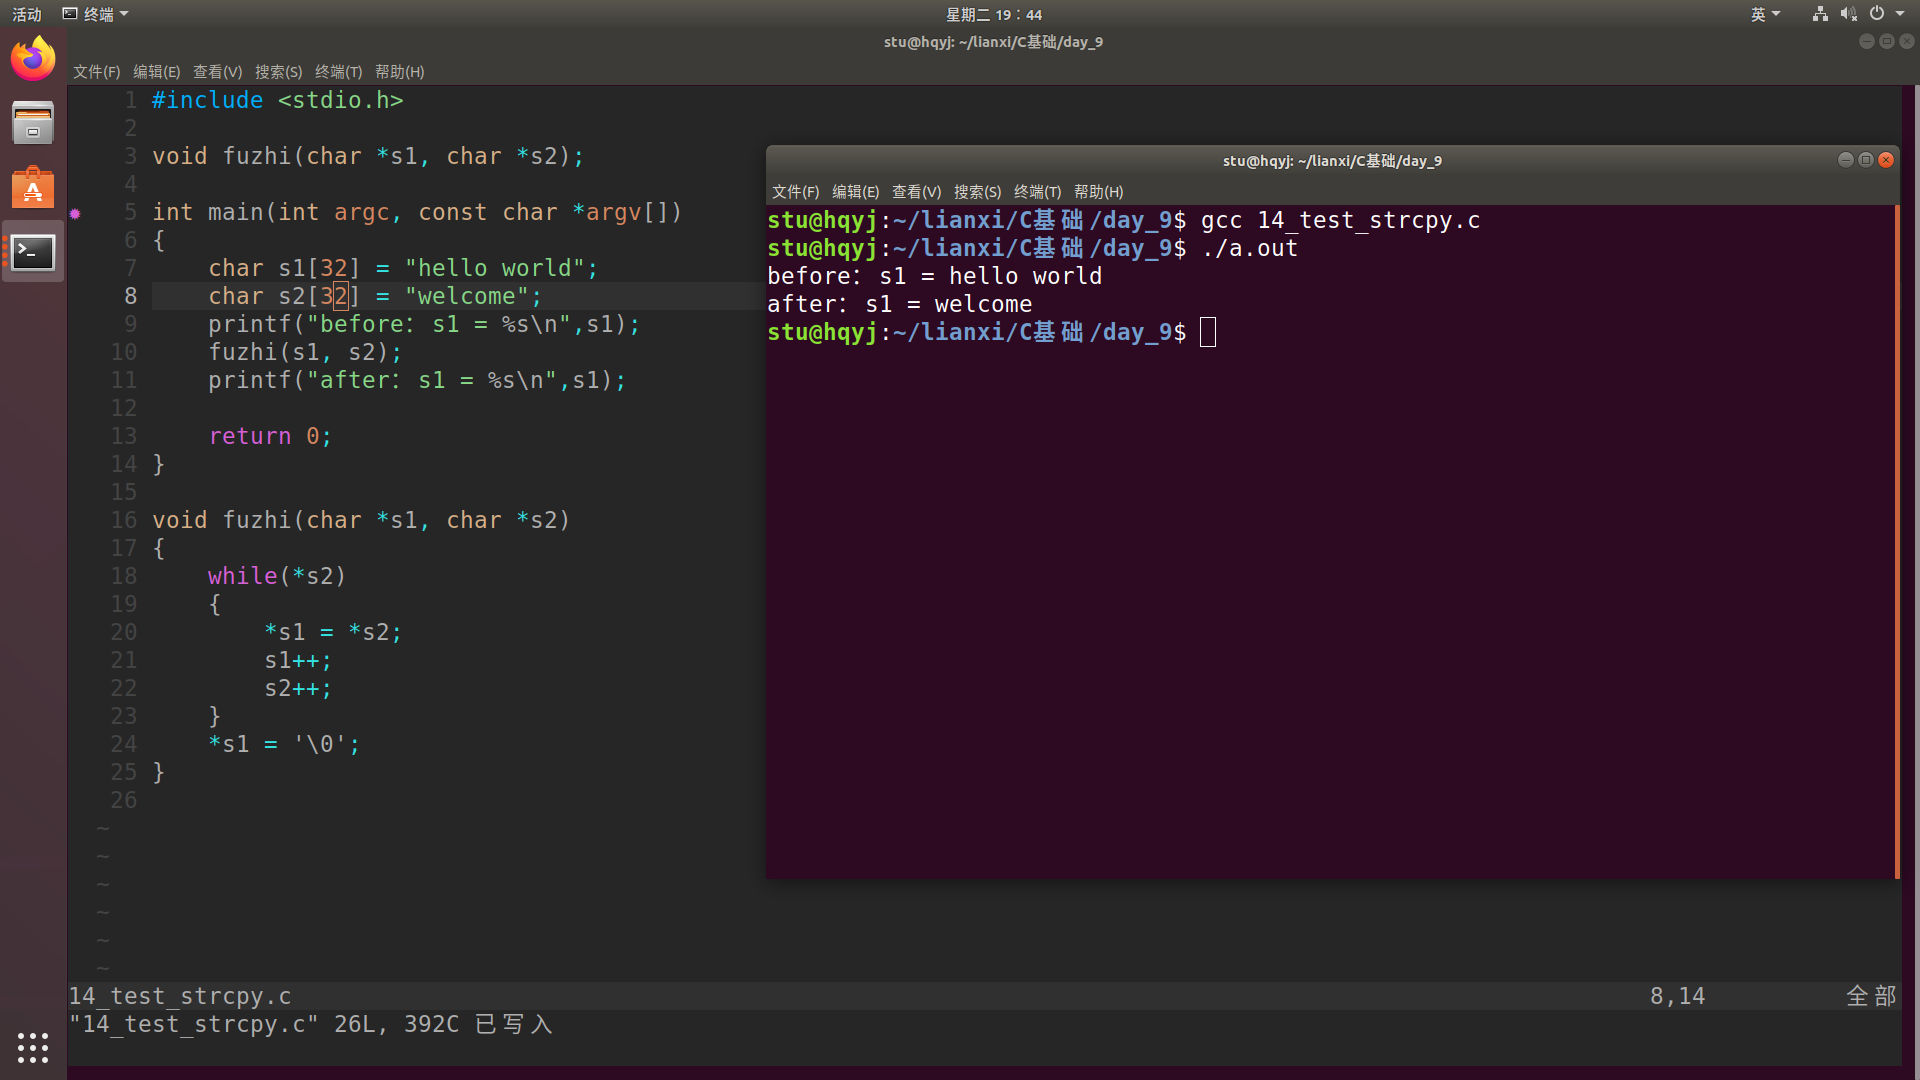 活动 终端 星期二 19：44 英
stu@hqyj: ~/lianxi/C基础/day_9
文件(F) 编辑(E) 查看(V) 搜索(S) 终端(T) 帮助(H)
1 #include <stdio.h>
2
3 void fuzhi(char *s1, char *s2);
4
5 int main(int argc, const char *argv[])
6 {
7     char s1[32] = "hello world";
8     char s2[32] = "welcome";
9     printf("before: s1 = %s\n",s1);
10     fuzhi(s1, s2);
11     printf("after: s1 = %s\n",s1);
12
13     return 0;
14 }
15
16 void fuzhi(char *s1, char *s2)
17 {
18     while(*s2)
19     {
20         *s1 = *s2;
21         s1++;
22         s2++;
23     }
24     *s1 = '\0';
25 }
26
~
~
~
~
~
~
14_test_strcpy.c 8,14 全部
"14_test_strcpy.c" 26L, 392C 已写入
stu@hqyj: ~/lianxi/C基础/day_9
文件(F) 编辑(E) 查看(V) 搜索(S) 终端(T) 帮助(H)
stu@hqyj:~/lianxi/C基础/day_9$ gcc 14_test_strcpy.c
stu@hqyj:~/lianxi/C基础/day_9$ ./a.out
before: s1 = hello world
after: s1 = welcome
stu@hqyj:~/lianxi/C基础/day_9$